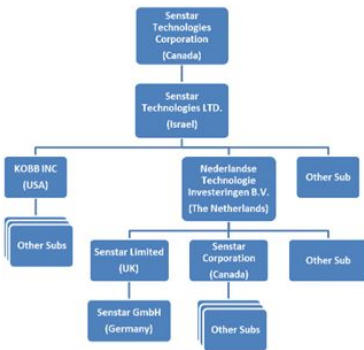 Senstar
Technologies
Corporation
(Canada)
Senstar
Technologies LTD.
(Israel)
KOBB INC
(USA)
Nederlandse
Technologie
Investeringen B.V.
(The Netherlands)
Other Sub
Other Subs
Senstar Limited
(UK)
Senstar
Corporation
(Canada)
Other Sub
Senstar GmbH
(Germany)
Other Subs